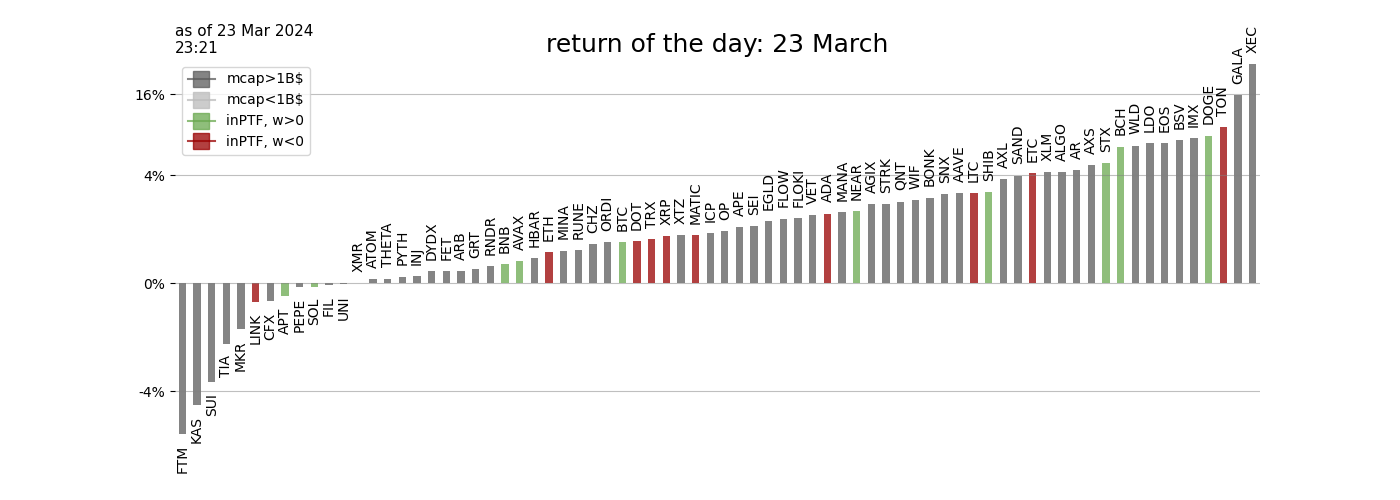 as of 23 Mar 2024
23:21
return of the day: 23 March
mcap>1B$
mcap<1B$
inPTF, w>0
inPTF, w<0
16%
4%
0%
-4%
FTM
KAS
SUI
TIA
MKR
LINK
CFX
APT
PEPE
SOL
FIL
UNI
XMR
ATOM
THETA
PYTH
INJ
DYDX
FET
ARB
GRT
RNDR
BNB
AVAX
HBAR
ETH
MINA
RUNE
CHZ
ORDI
BTC
DOT
TRX
XRP
XTZ
MATIC
ICP
OP
APE
SEI
EGLD
FLOW
FLOKI
VET
ADA
MANA
NEAR
AGIX
STRK
QNT
WIF
BONK
SNX
AAVE
LTC
SHIB
AXL
SAND
ETC
XLM
ALGO
AR
AXS
STX
BCH
WLD
LDO
EOS
BSV
IMX
DOGE
TON
GALA
XEC